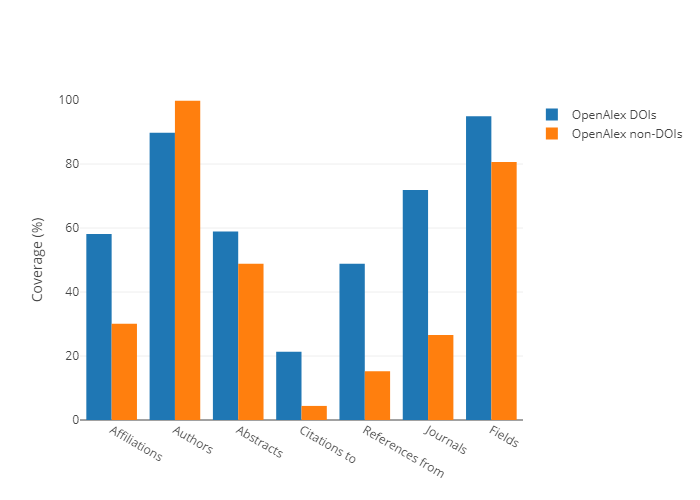 OpenAlex DOIs
OpenAlex non-DOIs
Coverage (%)
100
80
60
40
20
0
Affiliations
Authors
Abstracts
Citations to
References from
Journals
Fields